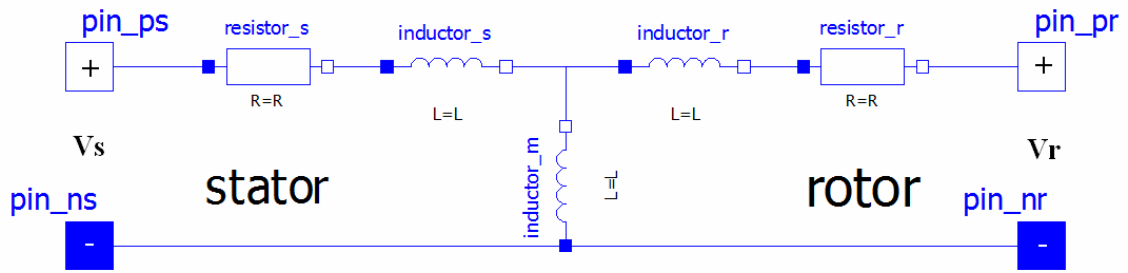 pin_ps
resistor_s
inductor_s
inductor_r
resistor_r
pin_pr
+
+
R=R
L=L
L=L
R=R
Vs
inductor_m
L=L
Vr
stator
rotor
pin_ns
pin_nr
-
-